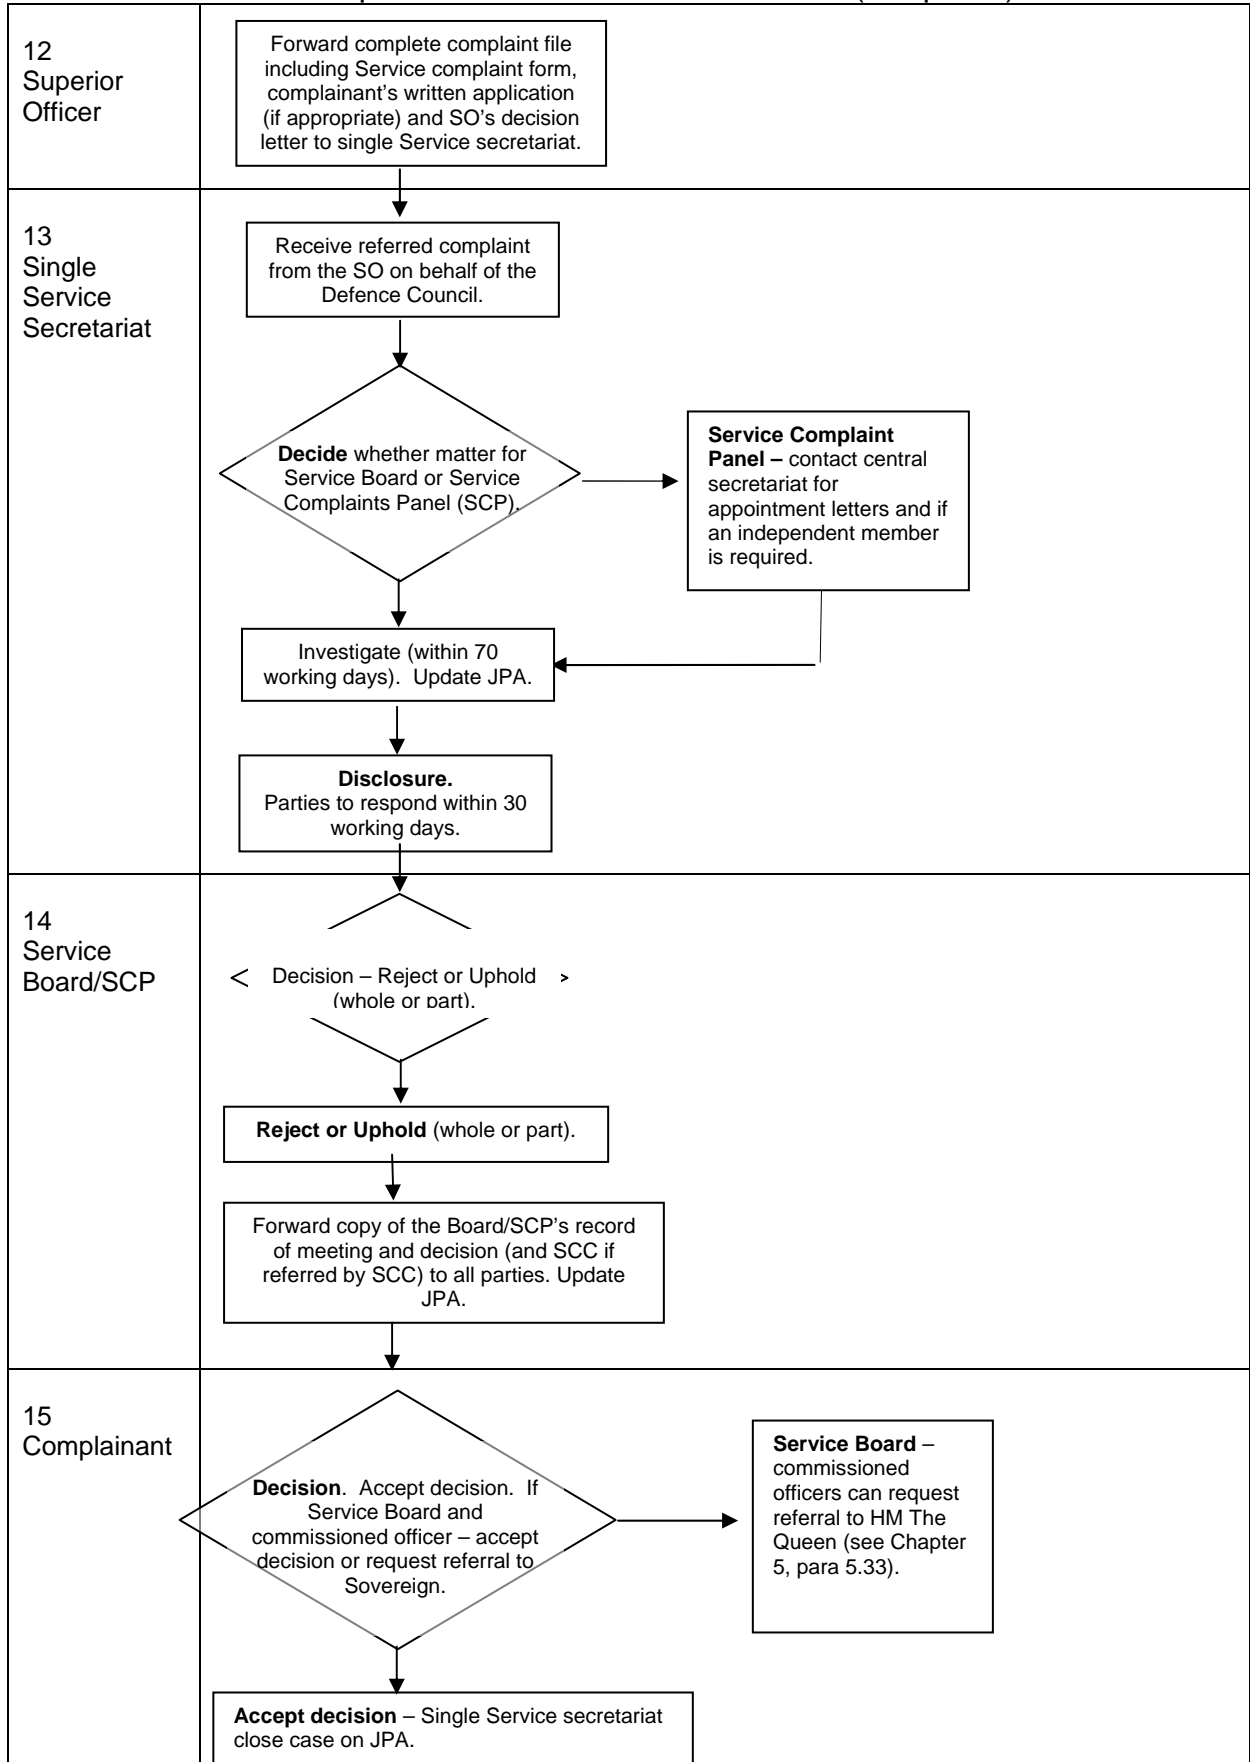 12
Superior
Officer
Forward complete complaint file
including Service complaint form,
complainant's written application
(if appropriate) and SO's decision
letter to single Service secretariat.
13
Single
Service
Secretariat
Receive referred complaint
from the SO on behalf of the
Defence Council.
Decide whether matter for
Service Board or Service
Complaints Panel (SCP).
Service Complaint
Panel – contact central
secretariat for
appointment letters and if
an independent member
is required.
Investigate (within 70
working days).  Update JPA.
Disclosure.
Parties to respond within 30
working days.
14
Service
Board/SCP
Decision – Reject or Uphold
(whole or part).
Reject or Uphold (whole or part).
Forward copy of the Board/SCP's record
of meeting and decision (and SCC if
referred by SCC) to all parties. Update
JPA.
15
Complainant
Decision.  Accept decision.  If
Service Board and
commissioned officer – accept
decision or request referral to
Sovereign.
Service Board –
commissioned
officers can request
referral to HM The
Queen (see Chapter
5, para 5.33).
Accept decision – Single Service secretariat
close case on JPA.